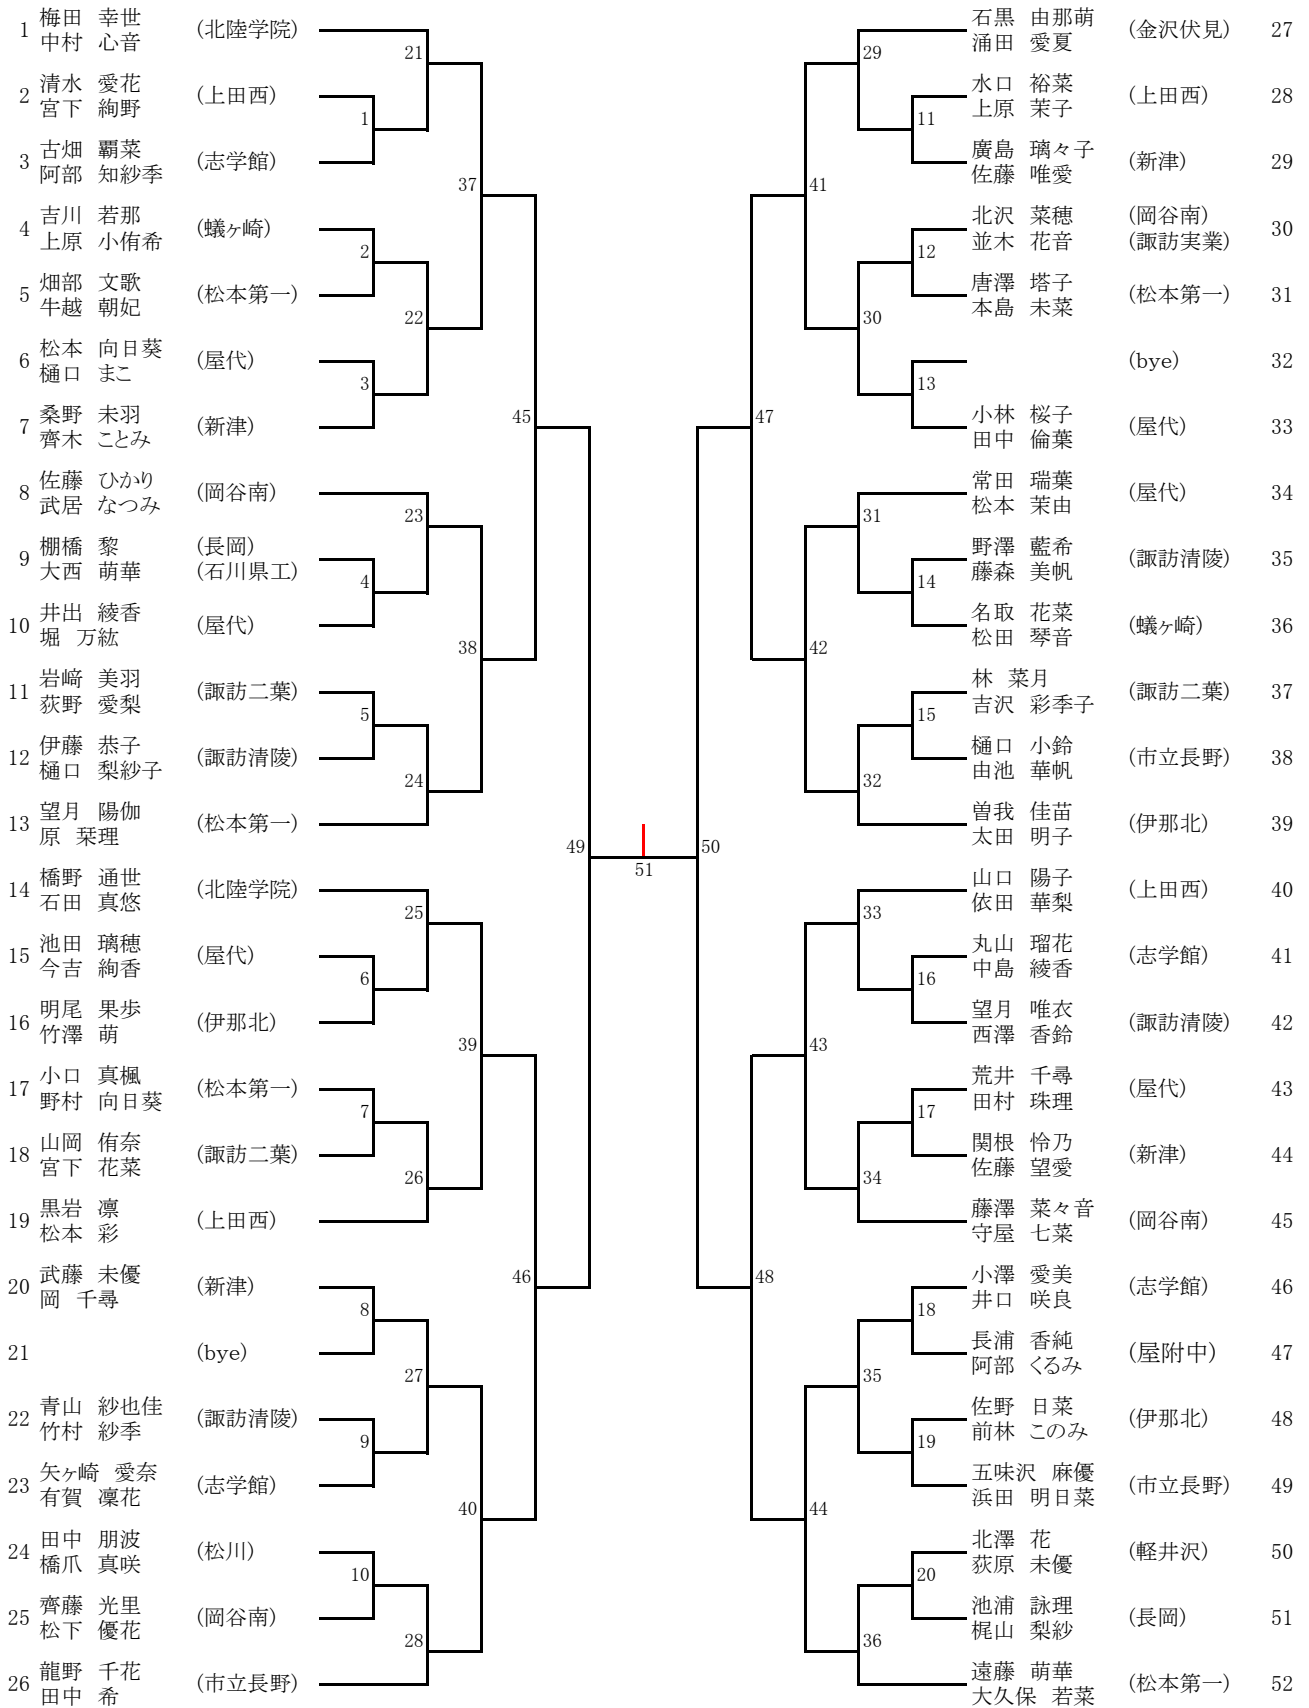 1 梅田 幸世 (北陸学院)
中村 心音
2 清水 愛花 (上田西)
宮下 絢野
3 古畑 覇菜 (志学館)
阿部 知紗季
4 吉川 若那 (蟻ヶ崎)
上原 小侑希
5 畑部 文歌 (松本第一)
牛越 朝妃
6 松本 向日葵 (屋代)
樋口 まこ
7 桑野 未羽 (新津)
齊木 ことみ
8 佐藤 ひかり (岡谷南)
武居 なつみ
9 棚橋 黎 (長岡)
大西 萌華 (石川県工)
10 井出 綾香 (屋代)
堀 万紘
11 岩﨑 美羽 (諏訪二葉)
荻野 愛梨
12 伊藤 恭子 (諏訪清陵)
樋口 梨紗子
13 望月 陽伽 (松本第一)
原 栞理
14 橋野 通世 (北陸学院)
石田 真悠
15 池田 璃穂 (屋代)
今吉 絢香
16 明尾 果歩 (伊那北)
竹澤 萌
17 小口 真楓 (松本第一)
野村 向日葵
18 山岡 侑奈 (諏訪二葉)
宮下 花菜
19 黒岩 凛 (上田西)
松本 彩
20 武藤 未優 (新津)
岡 千尋
21 (bye)
22 青山 紗也佳 (諏訪清陵)
竹村 紗季
23 矢ヶ崎 愛奈 (志学館)
有賀 凜花
24 田中 朋波 (松川)
橋爪 真咲
25 齊藤 光里 (岡谷南)
松下 優花
26 龍野 千花 (市立長野)
田中 希
1
2
3
4
5
6
7
8
9
10
21
22
23
24
25
26
27
28
37
38
39
40
45
46
49
51
50
47
48
41
42
43
44
29
30
31
32
33
34
35
36
11
12
13
14
15
16
17
18
19
20
石黒 由那萌 (金沢伏見) 27
涌田 愛夏
水口 裕菜 (上田西) 28
上原 茉子
廣島 璃々子 (新津) 29
佐藤 唯愛
北沢 菜穂 (岡谷南) 30
並木 花音 (諏訪実業)
唐澤 塔子 (松本第一) 31
本島 未菜
(bye) 32
小林 桜子 (屋代) 33
田中 倫葉
常田 瑞葉 (屋代) 34
松本 茉由
野澤 藍希 (諏訪清陵) 35
藤森 美帆
名取 花菜 (蟻ヶ崎) 36
松田 琴音
林 菜月 (諏訪二葉) 37
吉沢 彩季子
樋口 小鈴 (市立長野) 38
由池 華帆
曽我 佳苗 (伊那北) 39
太田 明子
山口 陽子 (上田西) 40
依田 華梨
丸山 瑠花 (志学館) 41
中島 綾香
望月 唯衣 (諏訪清陵) 42
西澤 香鈴
荒井 千尋 (屋代) 43
田村 珠理
関根 怜乃 (新津) 44
佐藤 望愛
藤澤 菜々音 (岡谷南) 45
守屋 七菜
小澤 愛美 (志学館) 46
井口 咲良
長浦 香純 (屋附中) 47
阿部 くるみ
佐野 日菜 (伊那北) 48
前林 このみ
五味沢 麻優 (市立長野) 49
浜田 明日菜
北澤 花 (軽井沢) 50
荻原 未優
池浦 詠理 (長岡) 51
梶山 梨紗
遠藤 萌華 (松本第一) 52
大久保 若菜